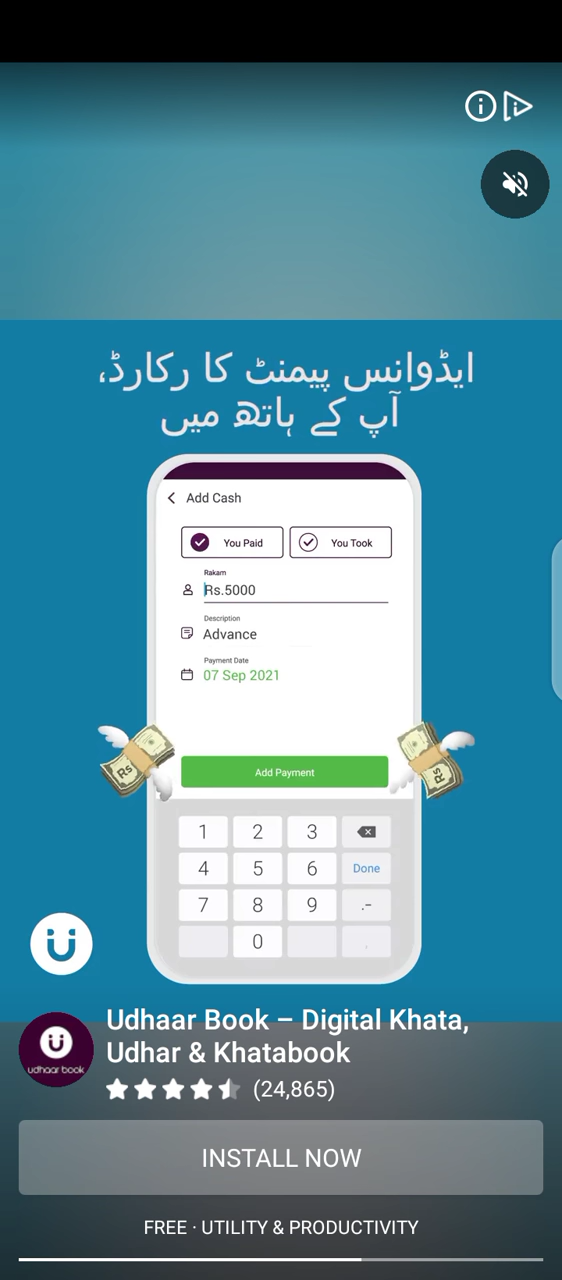 ایڈوانس پیمنٹ کا رکارڈ،
آپ کے ہاتھ میں
Add Cash
You Paid
You Took
Rakam
Rs.5000
Description
Advance
Payment Date
07 Sep 2021
Rs
Rs
Add Payment
1 2 3
4 5 6 Done
7 8 9 .-
0 ,
udhaar book
Udhaar Book – Digital Khata,
Udhar & Khatabook
(24,865)
INSTALL NOW
FREE · UTILITY & PRODUCTIVITY